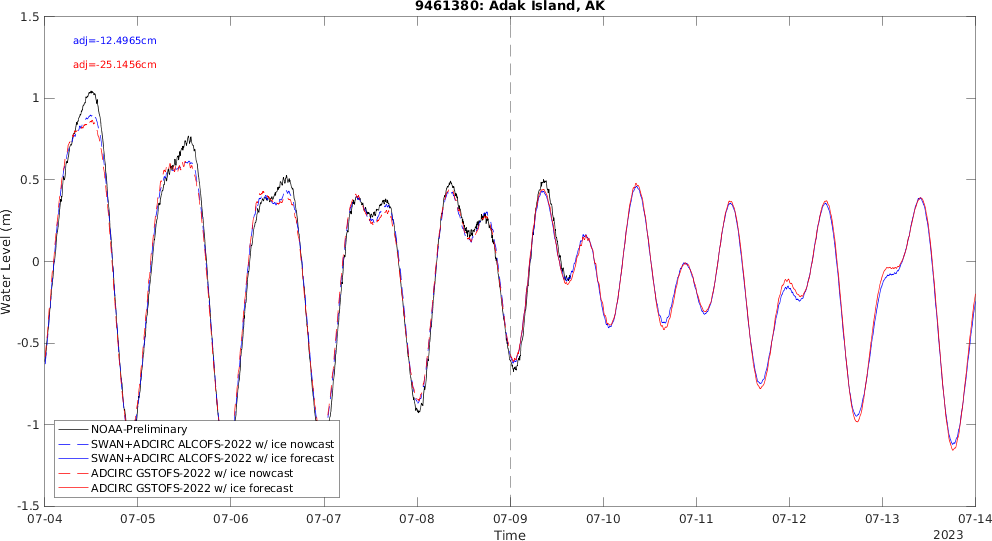 9461380: Adak Island, AK
adj=-12.4965cm
adj=-25.1456cm
1.5
1
0.5
0
-0.5
-1
-1.5
Water Level (m)
NOAA-Preliminary
SWAN+ADCIRC ALCOFS-2022 w/ ice nowcast
SWAN+ADCIRC ALCOFS-2022 w/ ice forecast
ADCIRC GSTOFS-2022 w/ ice nowcast
ADCIRC GSTOFS-2022 w/ ice forecast
07-04 07-05 07-06 07-07 07-08 07-09 07-10 07-11 07-12 07-13 07-14
Time
2023